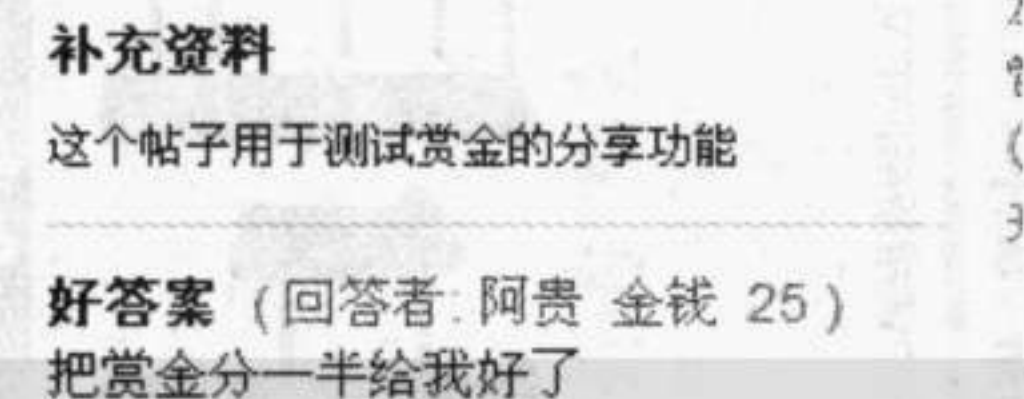 补充资料
这个帖子用于测试赏金的分享功能
好答案 (回答者: 阿贵 金钱 25)
把赏金分一半给我好了